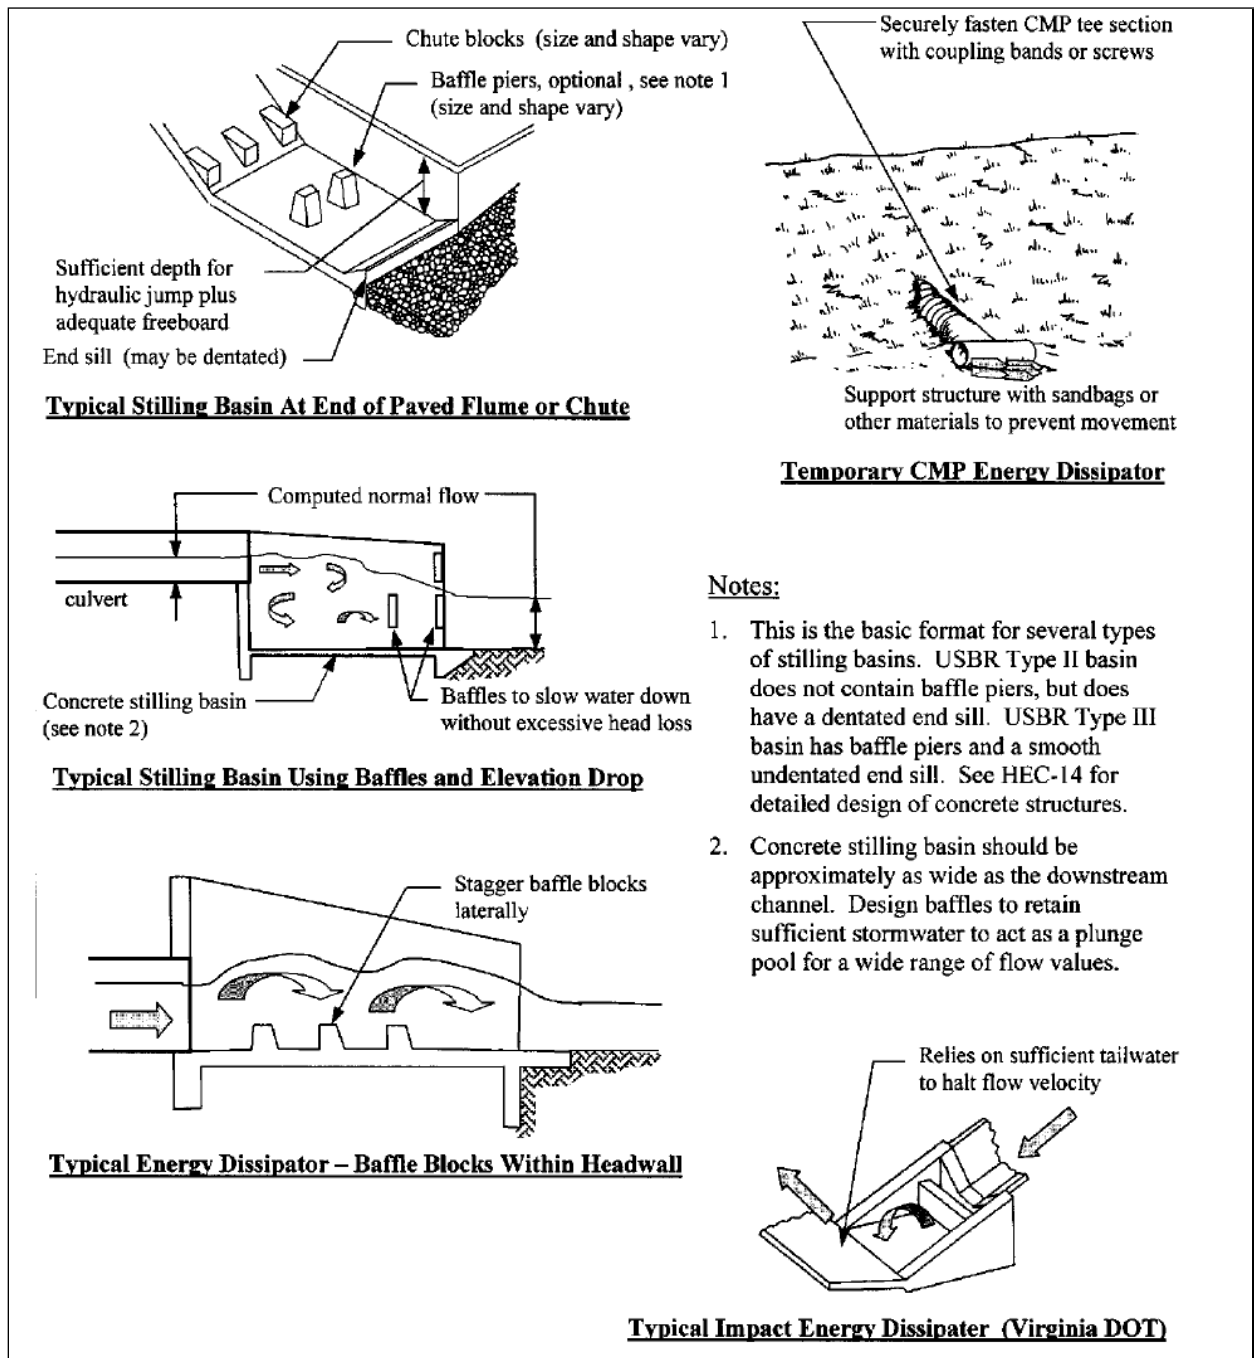 Chute blocks (size and shape vary)
Baffle piers, optional , see note 1
(size and shape vary)
Sufficient depth for
hydraulic jump plus
adequate freeboard
End sill (may be dentated)
Typical Stilling Basin At End of Paved Flume or Chute
Securely fasten CMP tee section
with coupling bands or screws
Support structure with sandbags or
other materials to prevent movement
Temporary CMP Energy Dissipator
Computed normal flow
culvert
Concrete stilling basin
(see note 2)
Baffles to slow water down
without excessive head loss
Typical Stilling Basin Using Baffles and Elevation Drop
Notes:
1. This is the basic format for several types
of stilling basins. USBR Type II basin
does not contain baffle piers, but does
have a dentated end sill. USBR Type III
basin has baffle piers and a smooth
undentated end sill. See HEC-14 for
detailed design of concrete structures.
2. Concrete stilling basin should be
approximately as wide as the downstream
channel. Design baffles to retain
sufficient stormwater to act as a plunge
pool for a wide range of flow values.
Stagger baffle blocks
laterally
Typical Energy Dissipator – Baffle Blocks Within Headwall
Relies on sufficient tailwater
to halt flow velocity
Typical Impact Energy Dissipater (Virginia DOT)